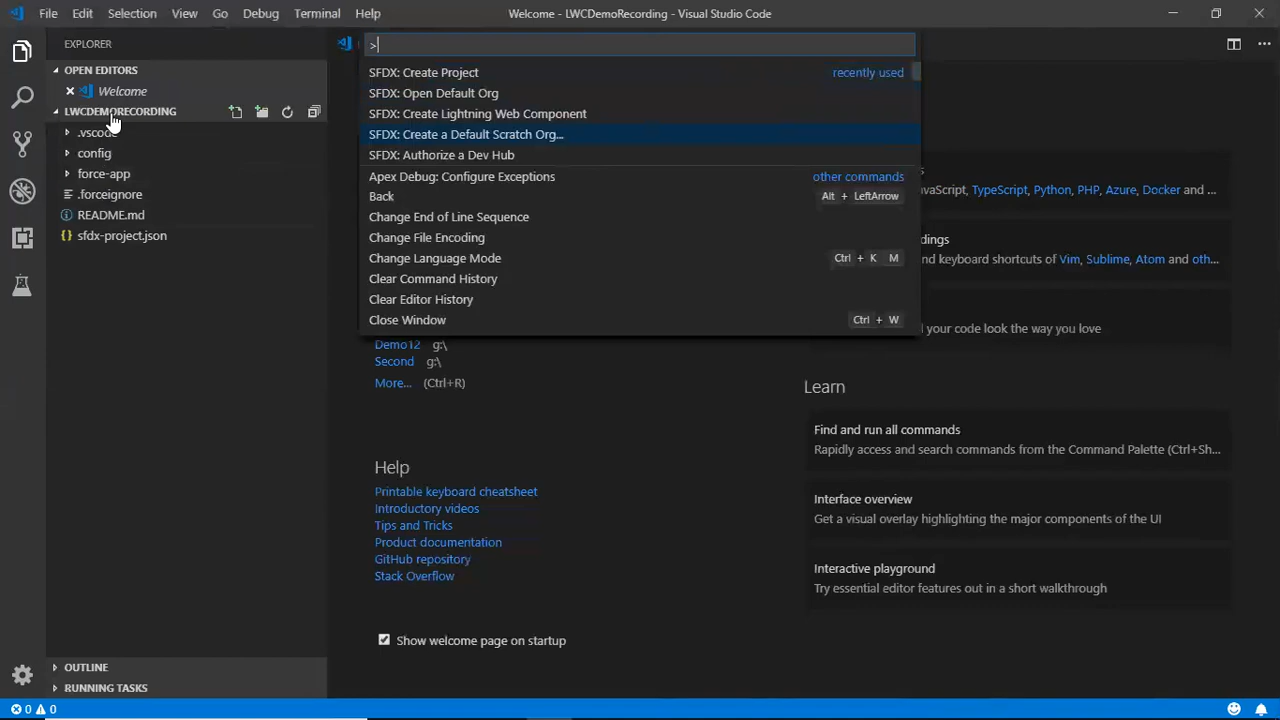 File Edit Selection View Go Debug Terminal Help
Welcome - LWCDemoRecording - Visual Studio Code
EXPLORER
OPEN EDITORS
Welcome
LWCDEMORECORDING
.vscode
config
force-app
.forceignore
README.md
sfdx-project.json
OUTLINE
RUNNING TASKS
>
SFDX: Create Project recently used
SFDX: Open Default Org
SFDX: Create Lightning Web Component
SFDX: Create a Default Scratch Org...
SFDX: Authorize a Dev Hub
Apex Debug: Configure Exceptions other commands
Back Alt + LeftArrow
Change End of Line Sequence
Change File Encoding
Change Language Mode Ctrl + K M
Clear Command History
Clear Editor History
Close Window Ctrl + W
Demo12 g:\
Second g:\
More... (Ctrl+R)
Help
Printable keyboard cheatsheet
Introductory videos
Tips and Tricks
Product documentation
GitHub repository
Stack Overflow
Show welcome page on startup
TypeScript, Python, PHP, Azure, Docker and ...
and keyboard shortcuts of Vim, Sublime, Atom and oth...
your code look the way you love
Learn
Find and run all commands
Rapidly access and search commands from the Command Palette (Ctrl+Sh...
Interface overview
Get a visual overlay highlighting the major components of the UI
Interactive playground
Try essential editor features out in a short walkthrough
0 0